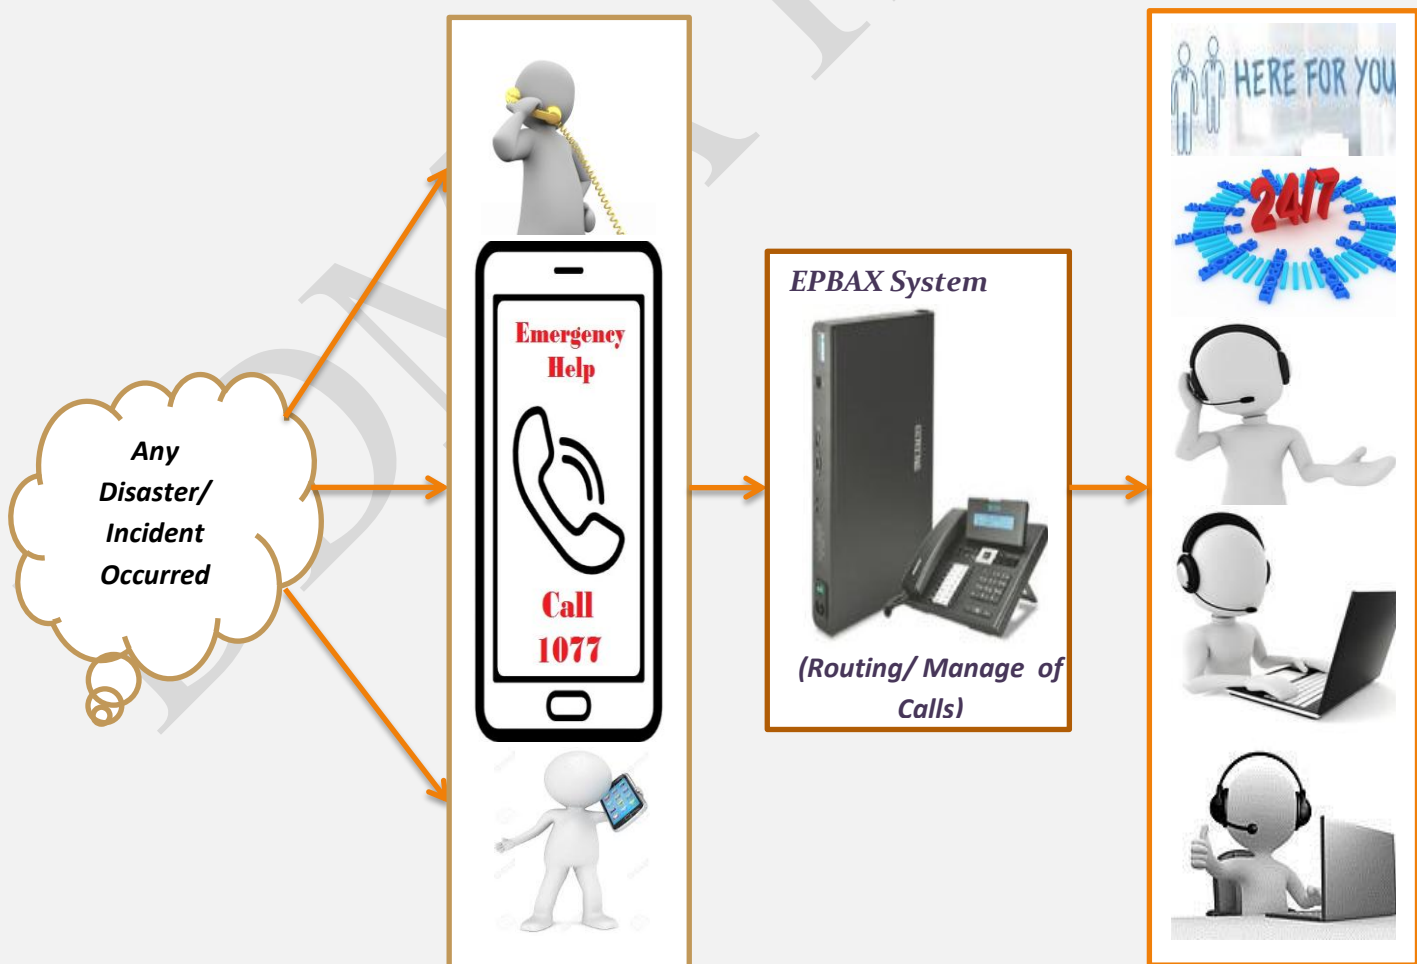 Any
Disaster/
Incident
Occurred
Emergency
Help
Call
1077
EPBAX System
(Routing/ Manage of
Calls)
HERE FOR YOU
24/7